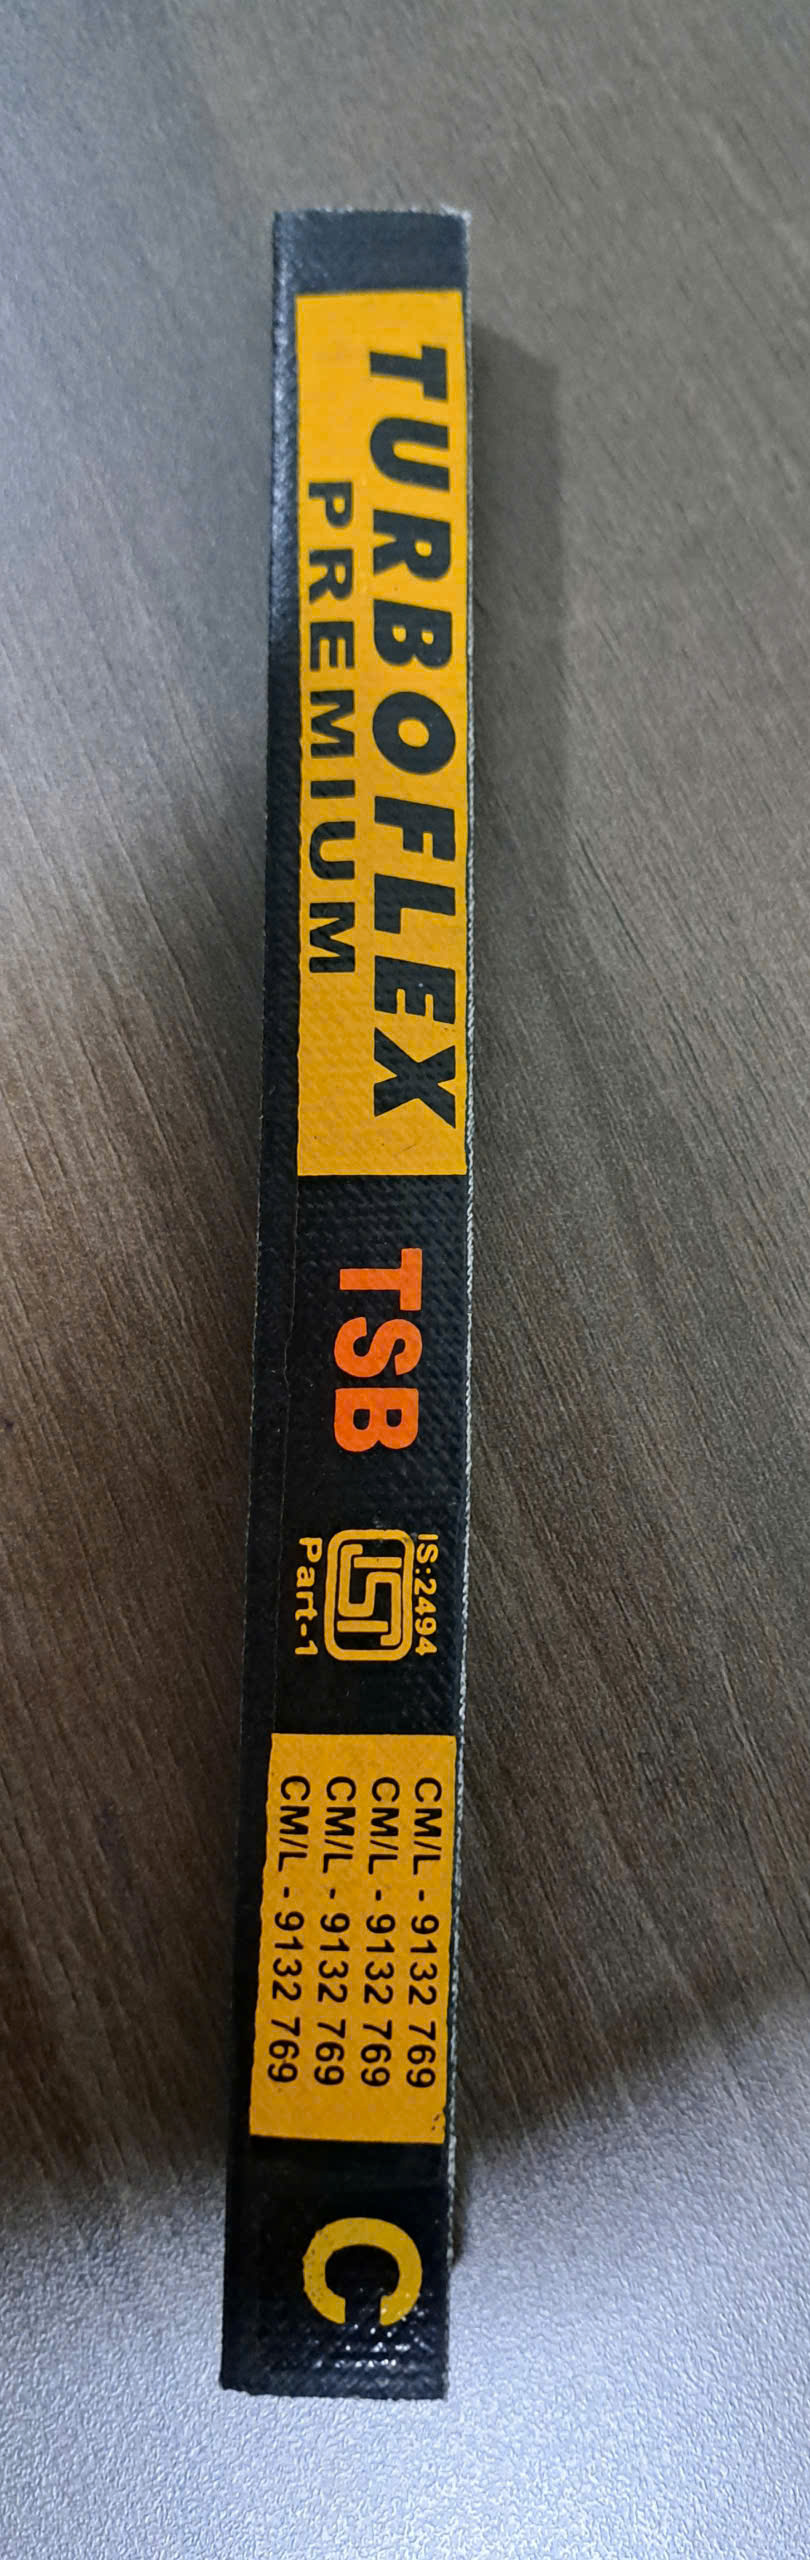 TURBOFLEX
PREMIUM
TSB
IS:2494
ISI
Part-1
CM/L - 9132 769
CM/L - 9132 769
CM/L - 9132 769
CM/L - 9132 769
C